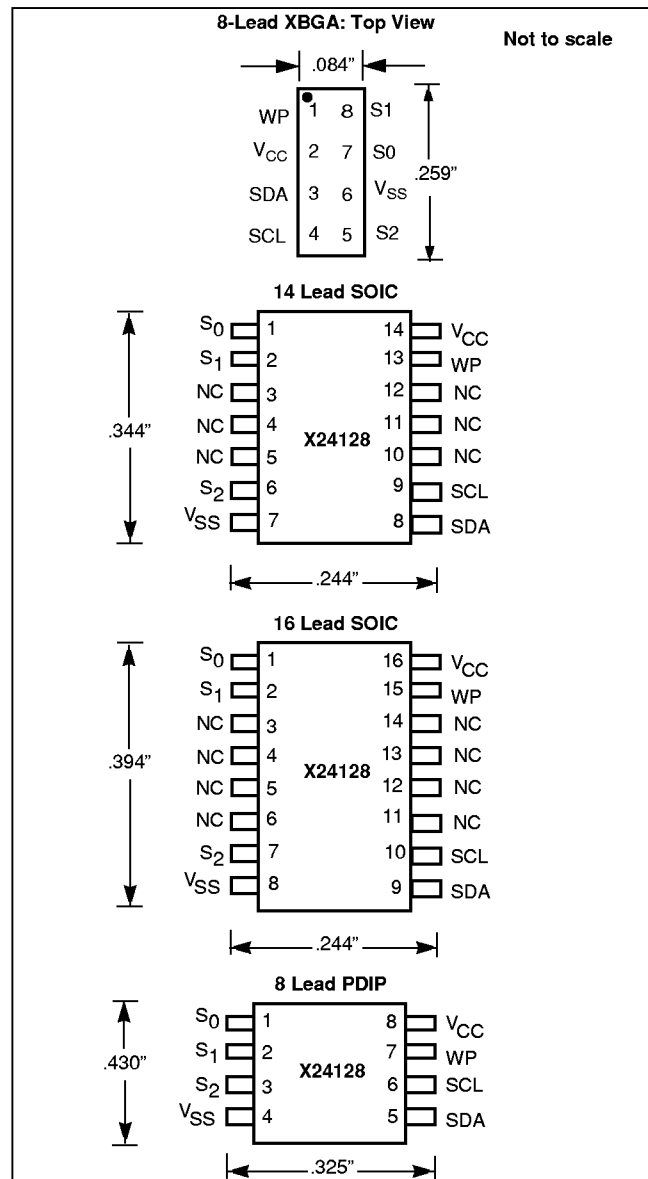 8-Lead XBGA: Top View
Not to scale
.084”
WP 1 8 S1
VCC 2 7 S0
SDA 3 6 VSS
SCL 4 5 S2
.259”
14 Lead SOIC
S0 1 14 VCC
S1 2 13 WP
NC 3 12 NC
NC 4 11 NC
NC 5 10 NC
S2 6 9 SCL
VSS 7 8 SDA
X24128
.344”
.244”
16 Lead SOIC
S0 1 16 VCC
S1 2 15 WP
NC 3 14 NC
NC 4 13 NC
NC 5 12 NC
NC 6 11 NC
S2 7 10 SCL
VSS 8 9 SDA
X24128
.394”
.244”
8 Lead PDIP
S0 1 8 VCC
S1 2 7 WP
S2 3 6 SCL
VSS 4 5 SDA
X24128
.430”
.325”